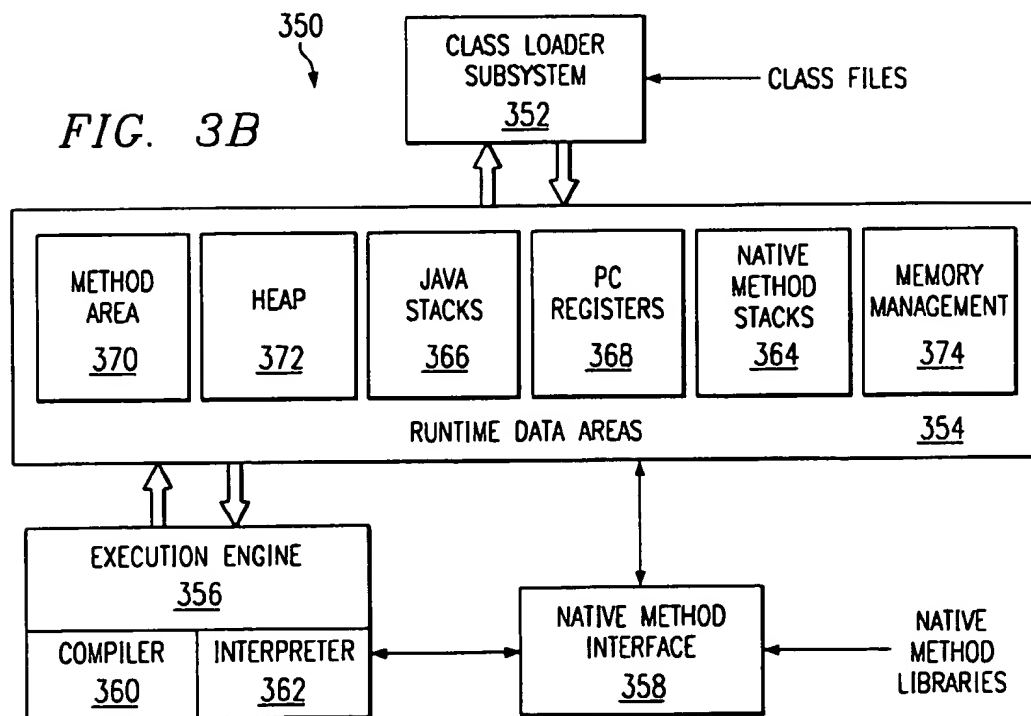 350
FIG. 3B
CLASS LOADER
SUBSYSTEM
352
CLASS FILES
METHOD
AREA
370
HEAP
372
JAVA
STACKS
366
PC
REGISTERS
368
NATIVE
METHOD
STACKS
364
MEMORY
MANAGEMENT
374
RUNTIME DATA AREAS
354
EXECUTION ENGINE
356
COMPILER
360
INTERPRETER
362
NATIVE METHOD
INTERFACE
358
NATIVE
METHOD
LIBRARIES